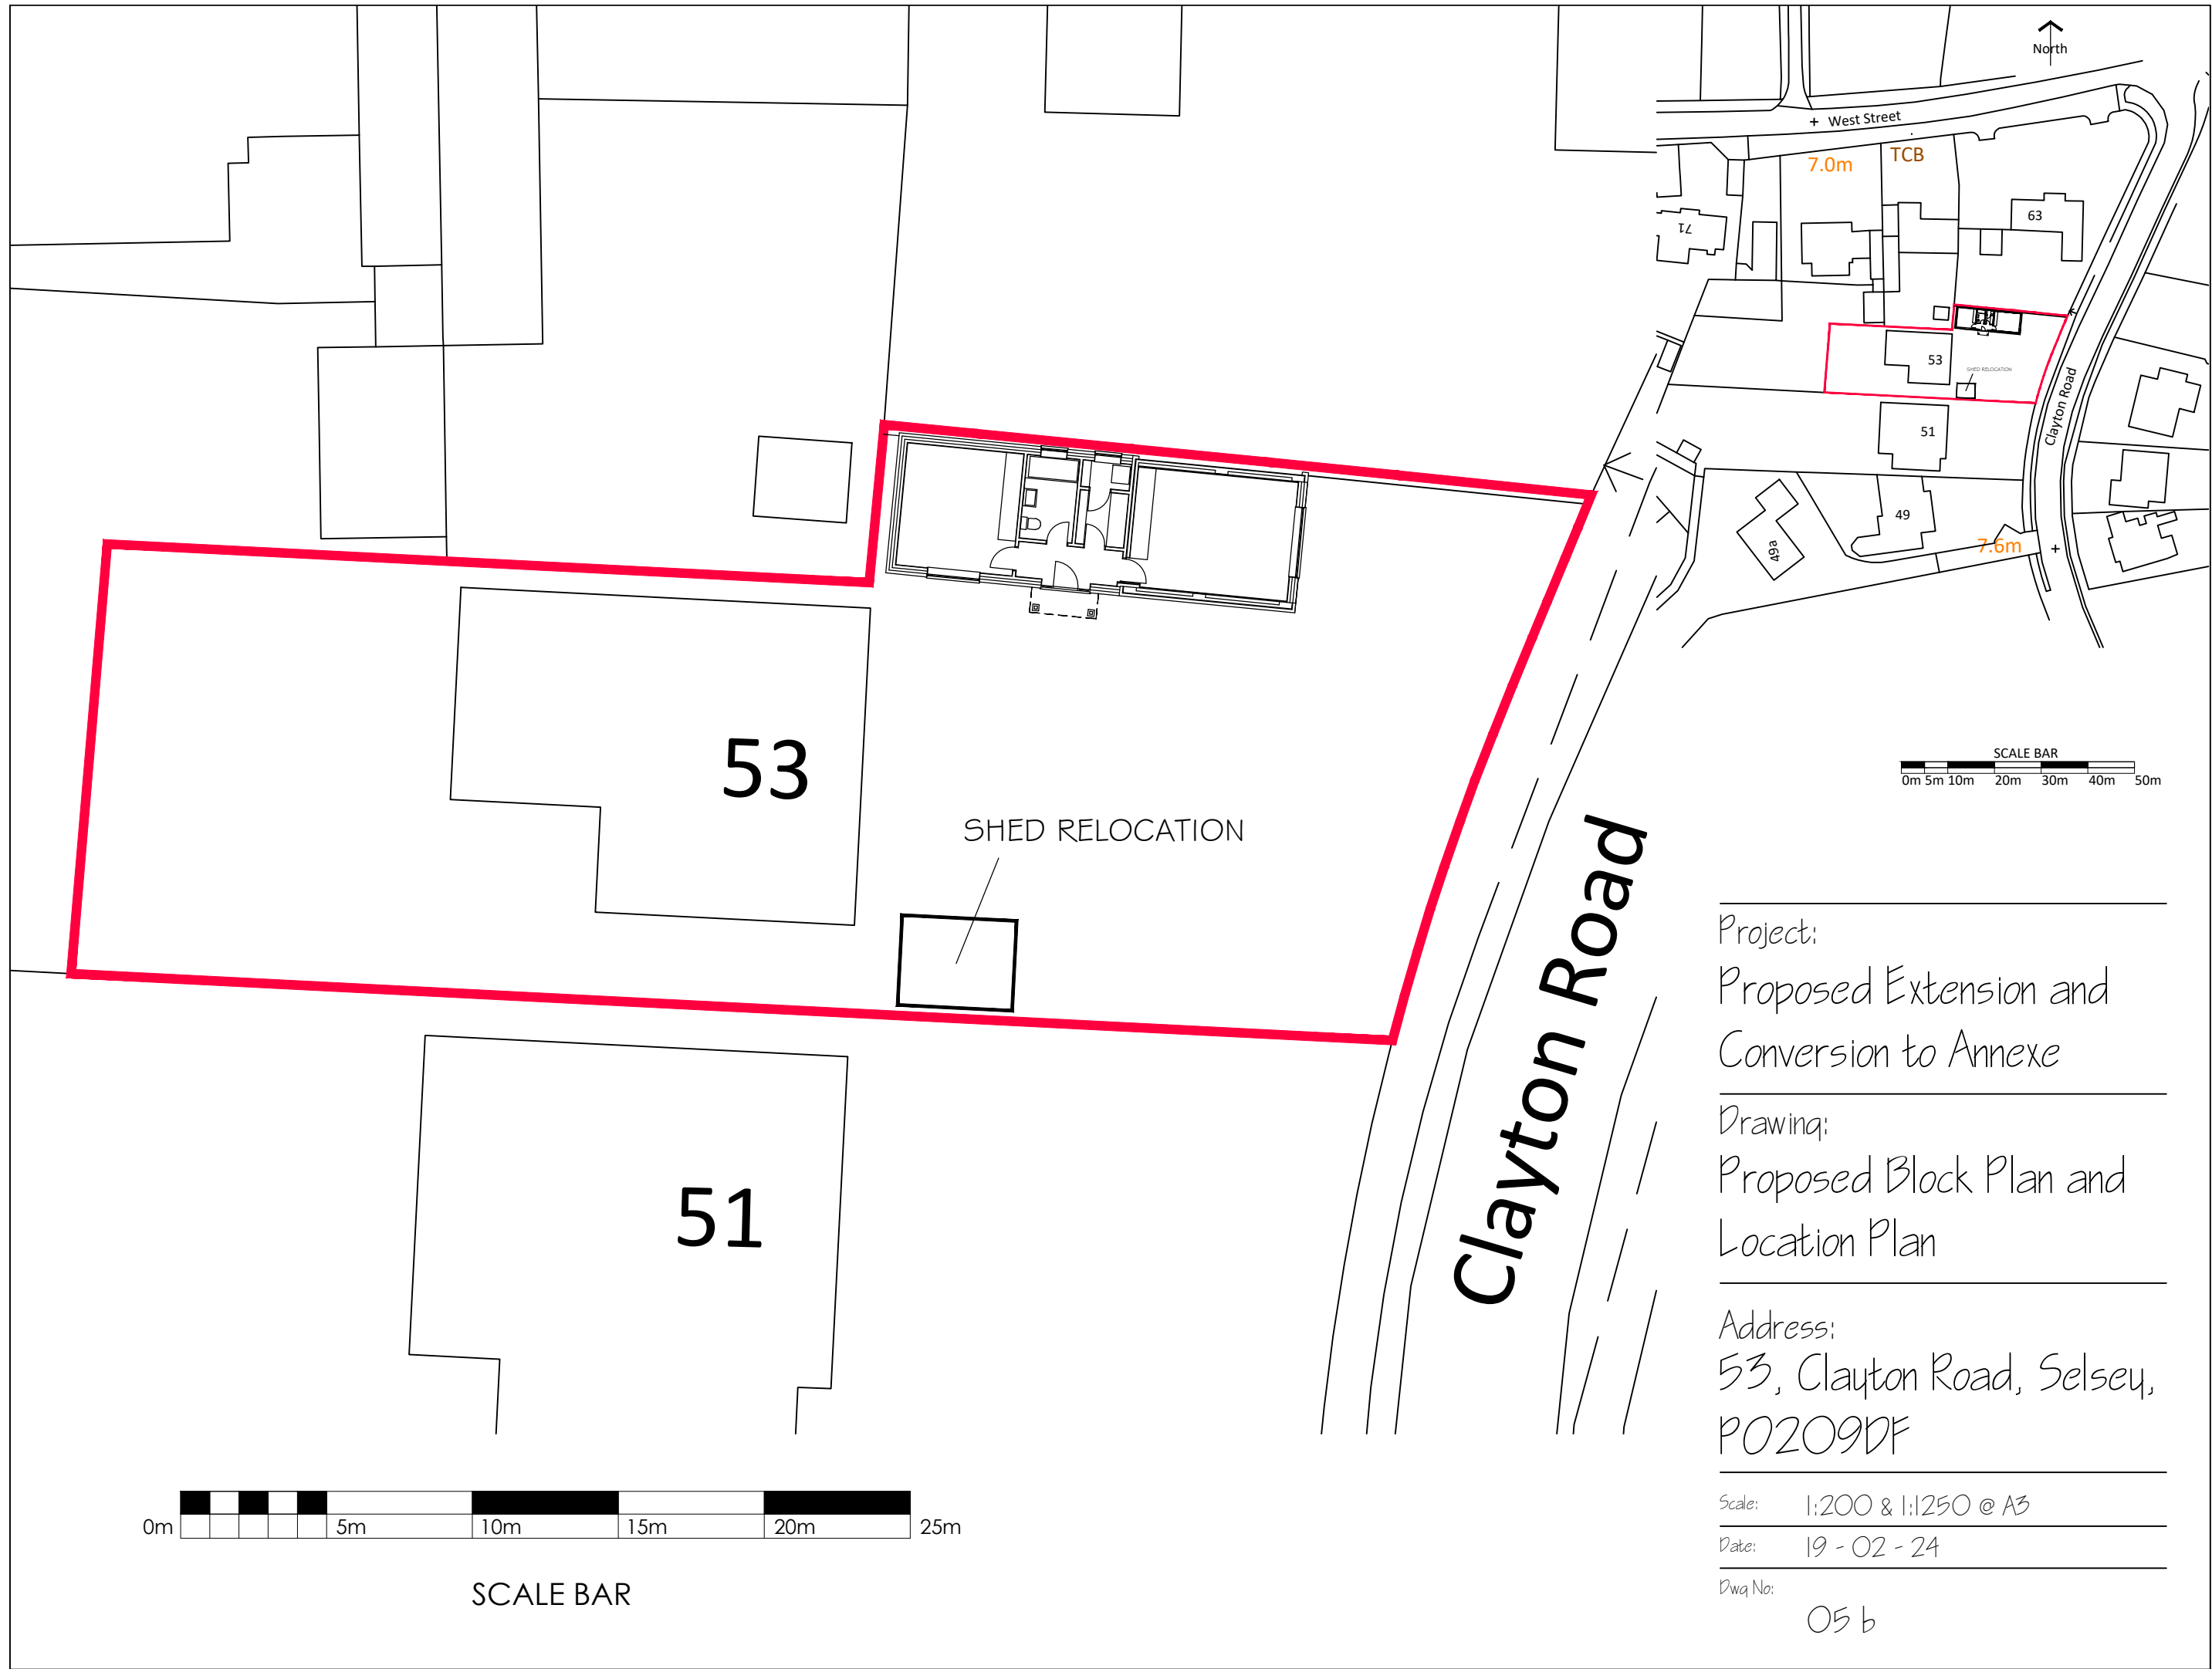 North
West Street
7.0m
TCB
71
63
53
SHED RELOCATION
51
Clayton Road
49
49a
7.6m
SCALE BAR
0m 5m 10m 20m 30m 40m 50m
53
SHED RELOCATION
Clayton Road
51
0m 5m 10m 15m 20m 25m
SCALE BAR
Project:
Proposed Extension and
Conversion to Annexe
Drawing:
Proposed Block Plan and
Location Plan
Address:
53, Clayton Road, Selsey,
PO209DF
Scale: 1:200 & 1:1250 @ A3
Date: 19 - 02 - 24
Dwg No:
05 b